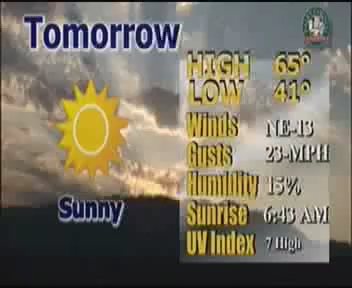 Tomorrow
HIGH 65°
LOW 41°
Winds NE-13
Gusts 23-MPH
Humidity 15%
Sunrise 6:43 AM
UV Index 7 High
Sunny